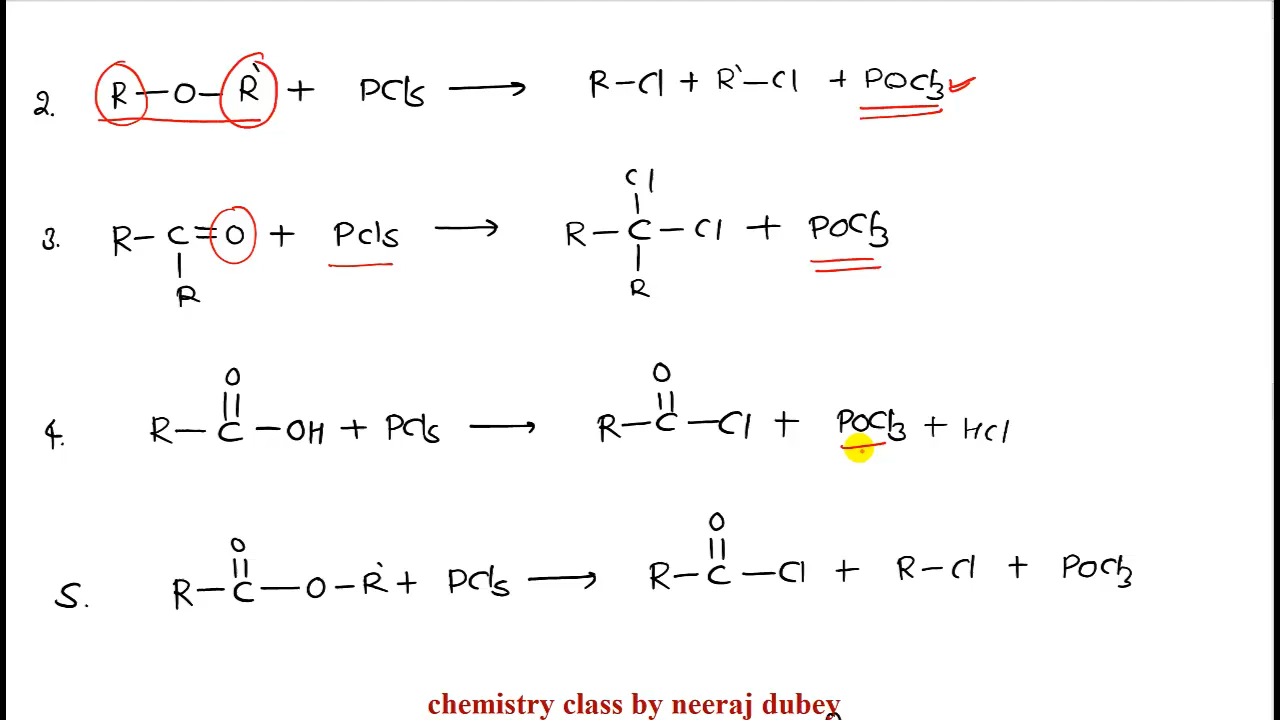 2. R-O-R` + PCl5 ⟶ R-Cl + R`-Cl + POCl3
Cl
3. R-C=O + PCl5 ⟶ R-C-Cl + POCl3
R R
O O
4. R-C-OH + PCl5 ⟶ R-C-Cl + POCl3 + HCl
O O
5. R-C-O-R` + PCl5 ⟶ R-C-Cl + R-Cl + POCl3
chemistry class by neeraj dubey